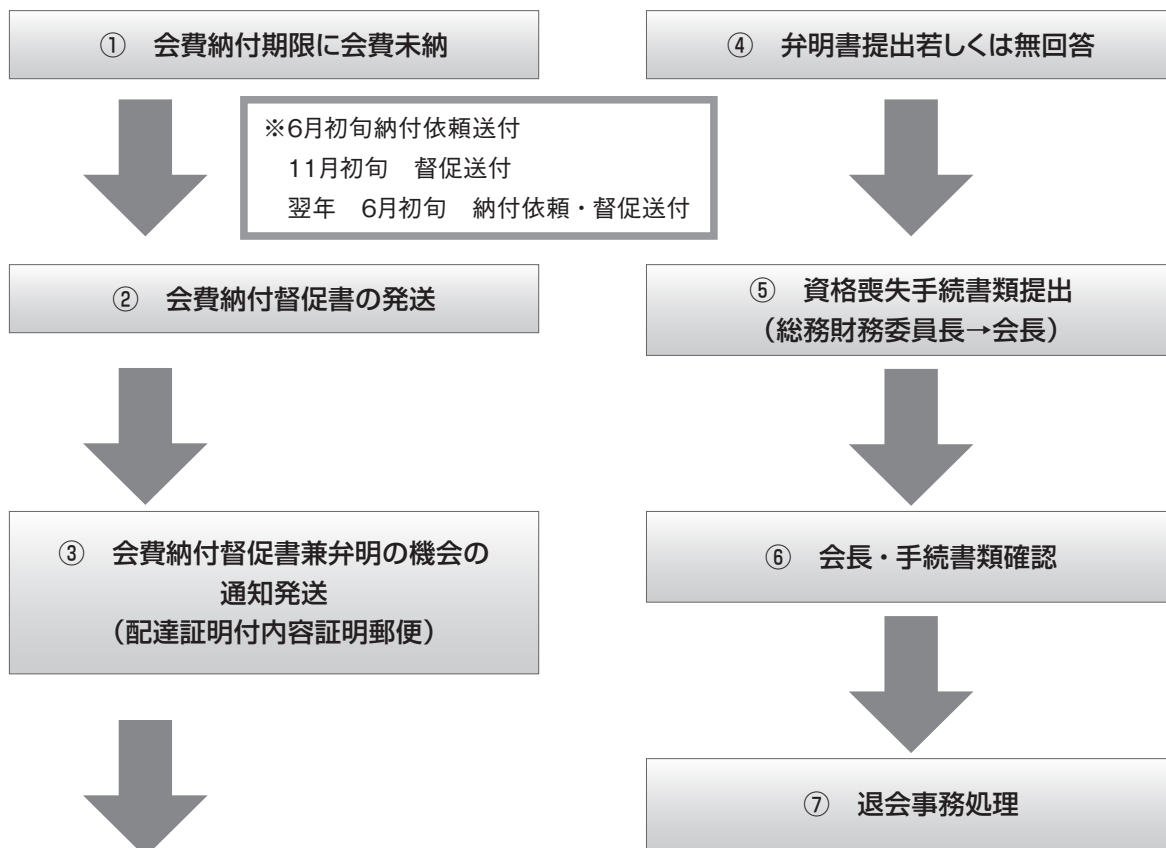 ① 会費納付期限に会費未納
※6月初旬納付依頼送付
11月初旬 督促送付
翌年 6月初旬 納付依頼・督促送付
② 会費納付督促書の発送
③ 会費納付督促書兼弁明の機会の
通知発送
（配達証明付内容証明郵便）
④ 弁明書提出若しくは無回答
⑤ 資格喪失手続書類提出
（総務財務委員長→会長）
⑥ 会長・手続書類確認
⑦ 退会事務処理